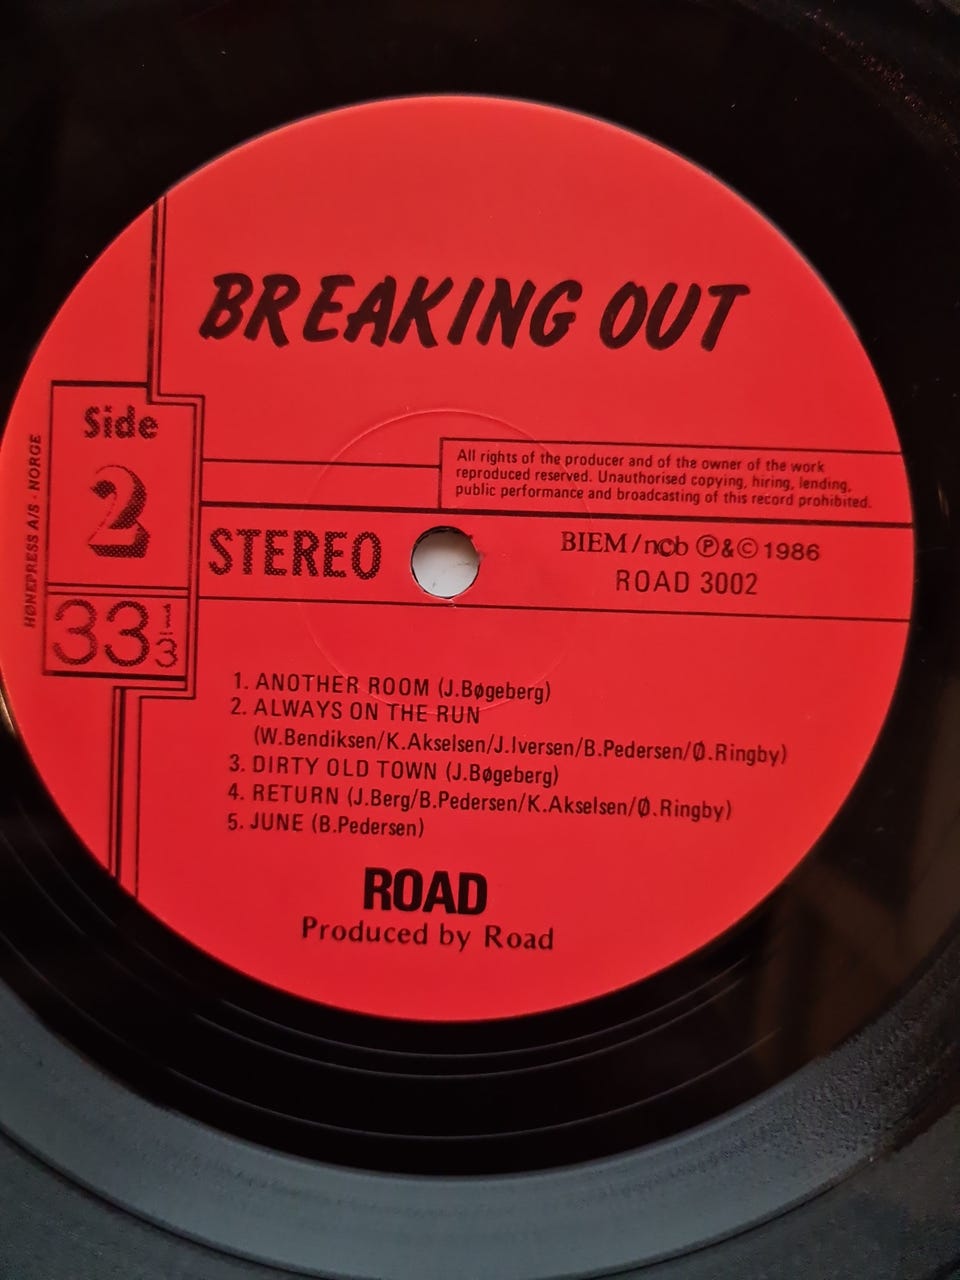 BREAKING OUT
Side
2
33 1/3
HØNEPRESS A/S - NORGE
All rights of the producer and of the owner of the work
reproduced reserved. Unauthorised copying, hiring, lending,
public performance and broadcasting of this record prohibited.
STEREO
BIEM/ncb Ⓟ&© 1986
ROAD 3002
1. ANOTHER ROOM (J.Bøgeberg)
2. ALWAYS ON THE RUN
(W.Bendiksen/K.Akselsen/J.Iversen/B.Pedersen/Ø.Ringby)
3. DIRTY OLD TOWN (J.Bøgeberg)
4. RETURN (J.Berg/B.Pedersen/K.Akselsen/Ø.Ringby)
5. JUNE (B.Pedersen)
ROAD
Produced by Road